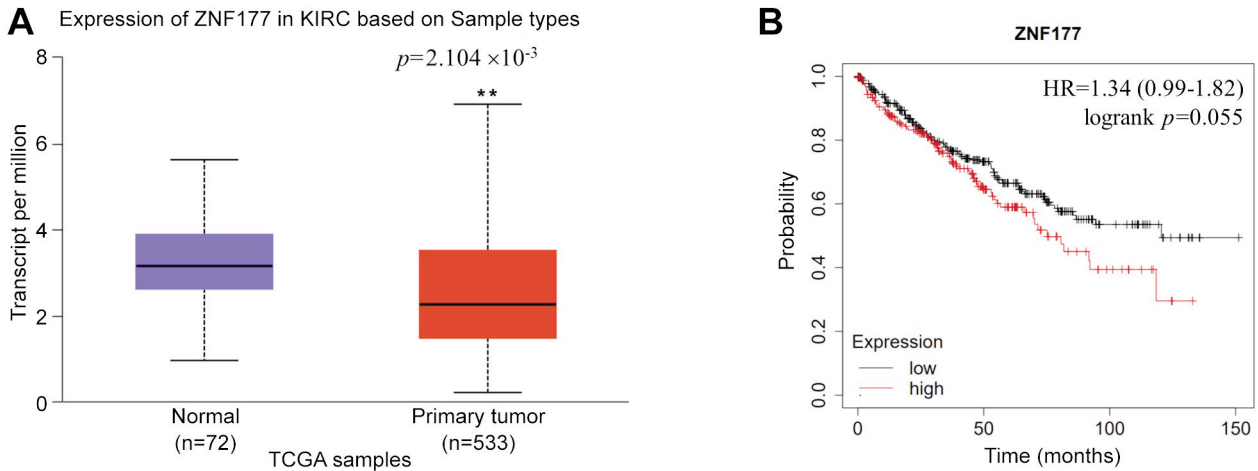 A
Expression of ZNF177 in KIRC based on Sample types
p=2.104 ×10-3
**
8
6
4
2
0
Transcript per million
Normal
(n=72)
Primary tumor
(n=533)
TCGA samples
B
ZNF177
HR=1.34 (0.99-1.82)
logrank p=0.055
1.0
0.8
0.6
0.4
0.2
0.0
Probability
Expression
low
high
0
50
100
150
Time (months)